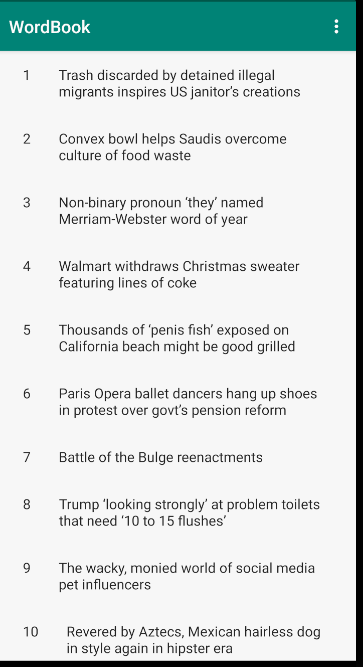 WordBook
1 Trash discarded by detained illegal
migrants inspires US janitor's creations
2 Convex bowl helps Saudis overcome
culture of food waste
3 Non-binary pronoun ‘they’ named
Merriam-Webster word of year
4 Walmart withdraws Christmas sweater
featuring lines of coke
5 Thousands of ‘penis fish’ exposed on
California beach might be good grilled
6 Paris Opera ballet dancers hang up shoes
in protest over govt’s pension reform
7 Battle of the Bulge reenactments
8 Trump ‘looking strongly’ at problem toilets
that need ‘10 to 15 flushes’
9 The wacky, monied world of social media
pet influencers
10 Revered by Aztecs, Mexican hairless dog
in style again in hipster era